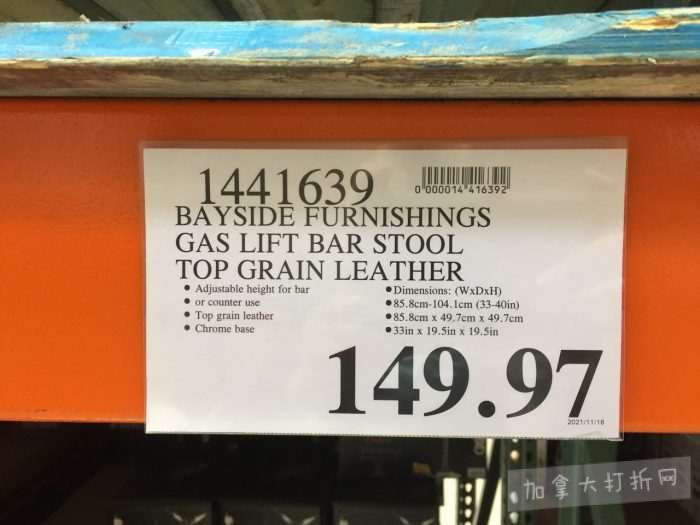 1441639
0 000014 416392
BAYSIDE FURNISHINGS
GAS LIFT BAR STOOL
TOP GRAIN LEATHER
• Adjustable height for bar
• or counter use
• Top grain leather
• Chrome base
• Dimensions: (WxDxH)
• 85.8cm-104.1cm (33-40in)
• 85.8cm x 49.7cm x 49.7cm
• 33in x 19.5in x 19.5in
149.97
2021/11/18
加拿大打折网